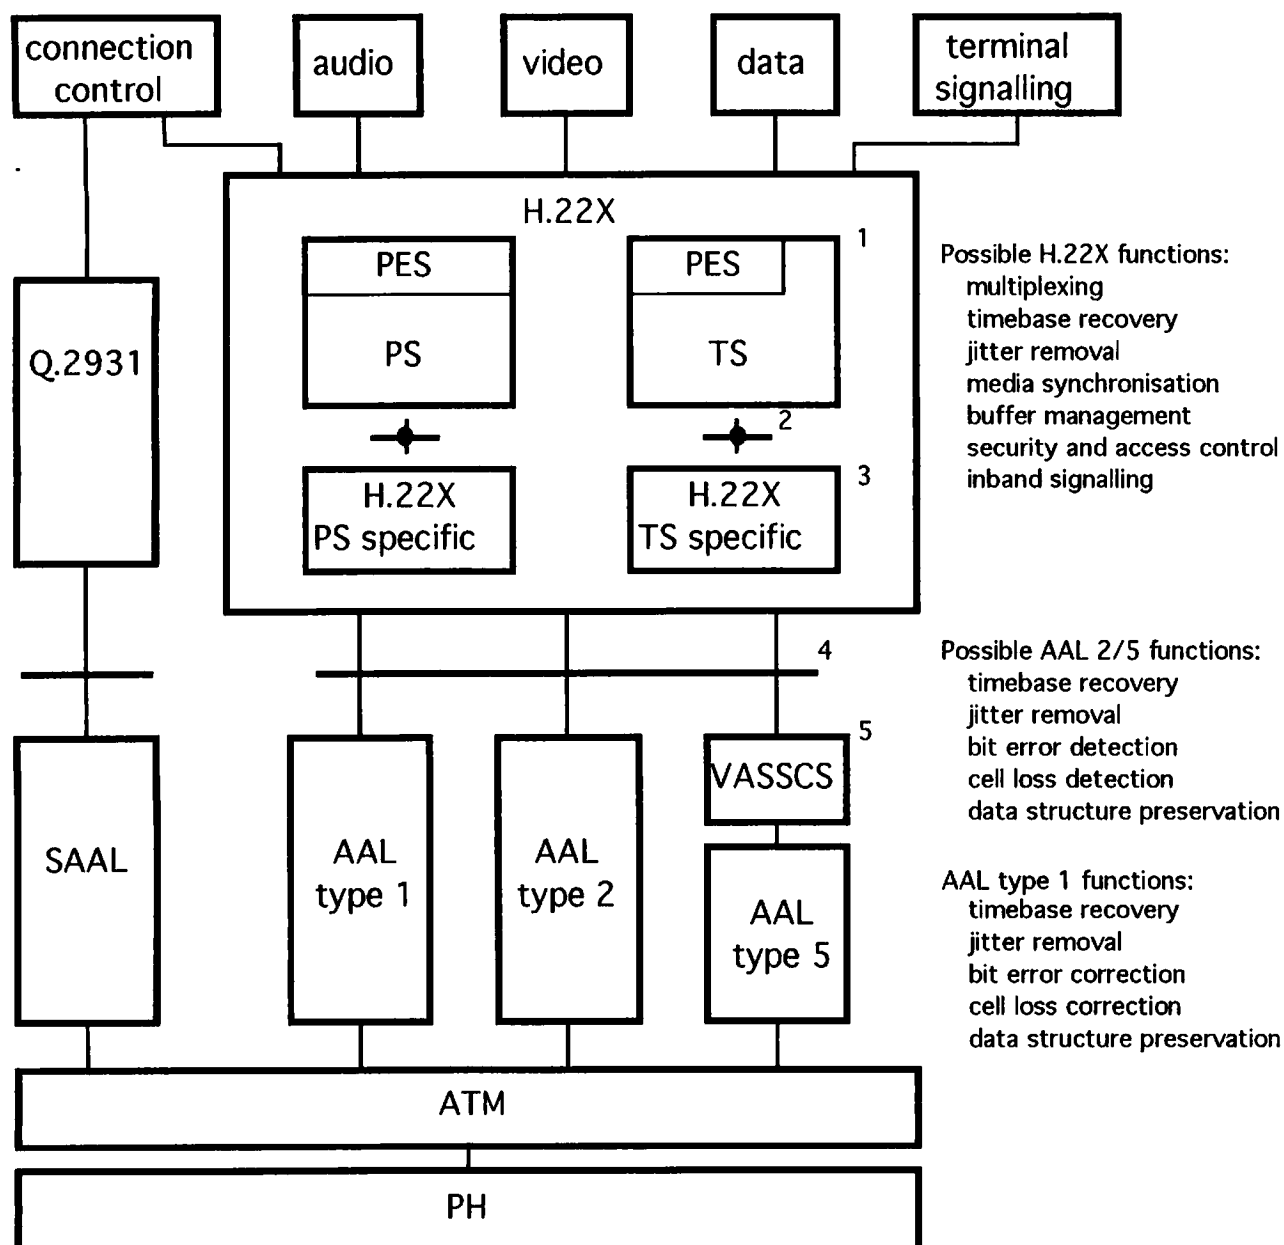 connection
control
audio
video
data
terminal
signalling
H.22X
PES
PS
PES
TS
1
2
H.22X
PS specific
H.22X
TS specific
3
Q.2931
Possible H.22X functions:
multiplexing
timebase recovery
jitter removal
media synchronisation
buffer management
security and access control
inband signalling
4
Possible AAL 2/5 functions:
timebase recovery
jitter removal
bit error detection
cell loss detection
data structure preservation
SAAL
AAL
type 1
AAL
type 2
5
VASSCS
AAL
type 5
AAL type 1 functions:
timebase recovery
jitter removal
bit error correction
cell loss correction
data structure preservation
ATM
PH